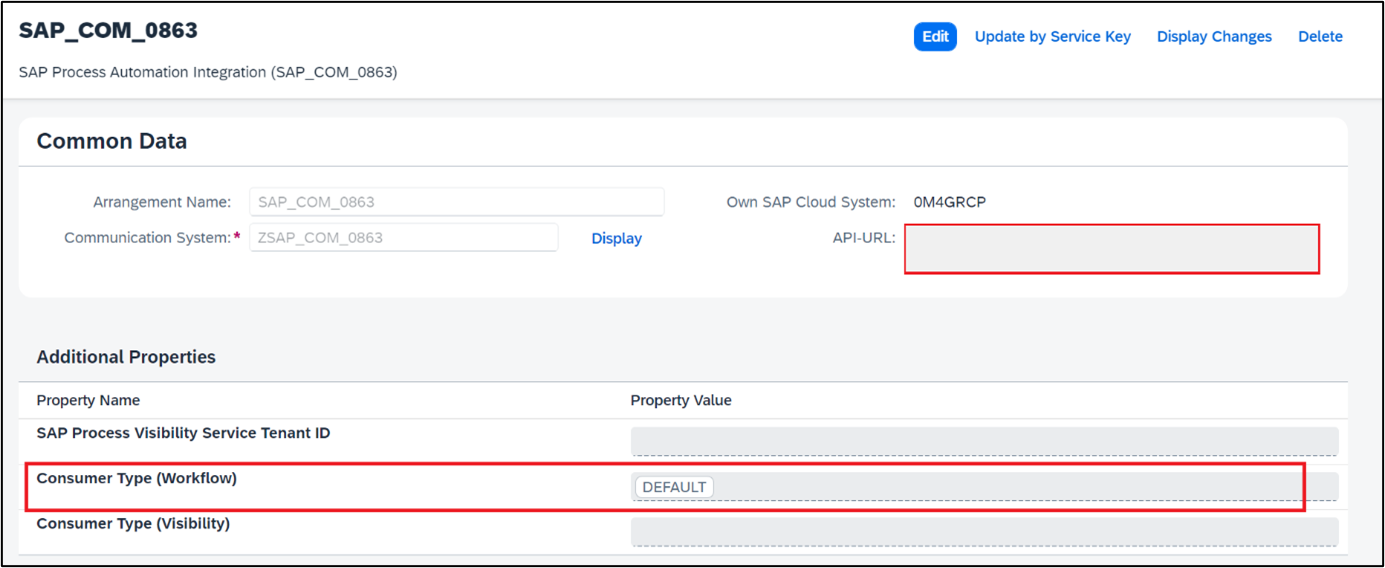 SAP_COM_0863
Edit Update by Service Key Display Changes Delete
SAP Process Automation Integration (SAP_COM_0863)
Common Data
Arrangement Name: SAP_COM_0863 Own SAP Cloud System: 0M4GRCP
Communication System:* ZSAP_COM_0863 Display API-URL:
Additional Properties
Property Name Property Value
SAP Process Visibility Service Tenant ID
Consumer Type (Workflow) DEFAULT
Consumer Type (Visibility)